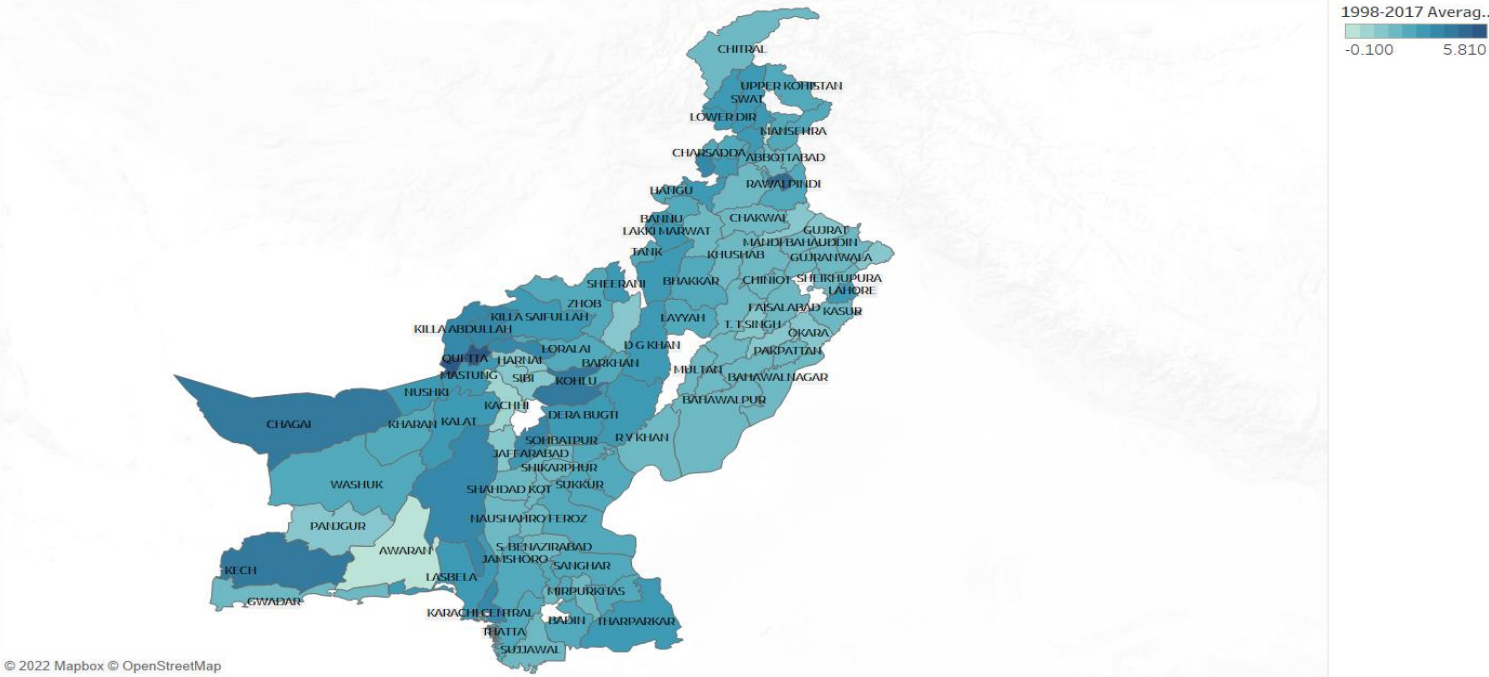 1998-2017 Averag..
-0.100 5.810
CHITRAL
UPPER KOHISTAN
SWAT
LOWER DIR
MANSEHRA
CHARSADDA
ABBOTTABAD
RAWALPINDI
HANGU
BANNU
CHAKWAL
LAKKI MARWAT
GUJRAT
MANDI BAHAUDDIN
TANK
KHUSHAB
GUJRANWALA
SHEERANI
BHAKKAR
CHINIOT
SHEIKHUPURA
LAHORE
ZHOB
FAISALABAD
KASUR
KILLA SAIFULLAH
LAYYAH
T. T.SINGH
KILLA ABDULLAH
OKARA
LORALAI
D G KHAN
PAKPATTAN
QUETTA
HARNAI
BARKHAN
MULTAN
MASTUNG
SIBI
KOHLU
BAHAWALNAGAR
NUSHKI
BAHAWALPUR
KACHHI
DERA BUGTI
CHAGAI
KHARAN
KALAT
SOHBATPUR
R Y KHAN
JAFFARABAD
SHIKARPHUR
WASHUK
SHAHDAD KOT
SUKKUR
PANJGUR
NAUSHAHRO FEROZ
AWARAN
S. BENAZIRABAD
JAMSHORO
SANGHAR
KECH
LASBELA
MIRPURKHAS
GWADAR
KARACHI CENTRAL
BADIN
THARPARKAR
THATTA
SUJJAWAL
© 2022 Mapbox © OpenStreetMap